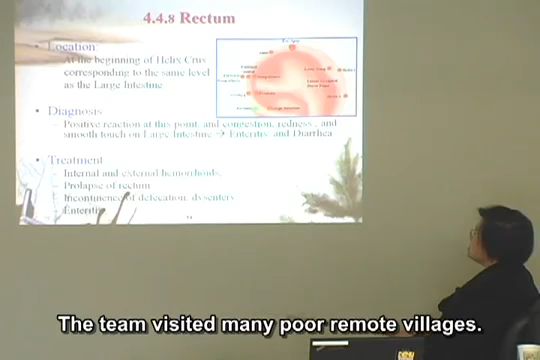 4.4.8 Rectum
• Location:
– At the beginning of Helix Crus
corresponding to the same level
as the Large Intestine
• Diagnosis
– Positive reaction at this point, and congestion, redness, and
smooth touch on Large Intestine → Enteritis, and Diarrhea
• Treatment
– Internal and external hemorrhoids,
– Prolapse of rectum
– Incontinence of defecation, dysentery
– Enteritis
The team visited many poor remote villages.